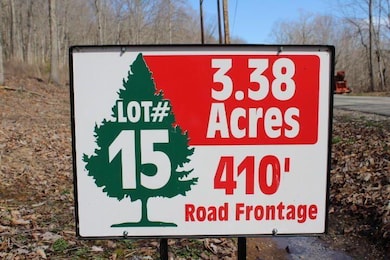 LOT#
15
3.38
Acres
410'
Road Frontage